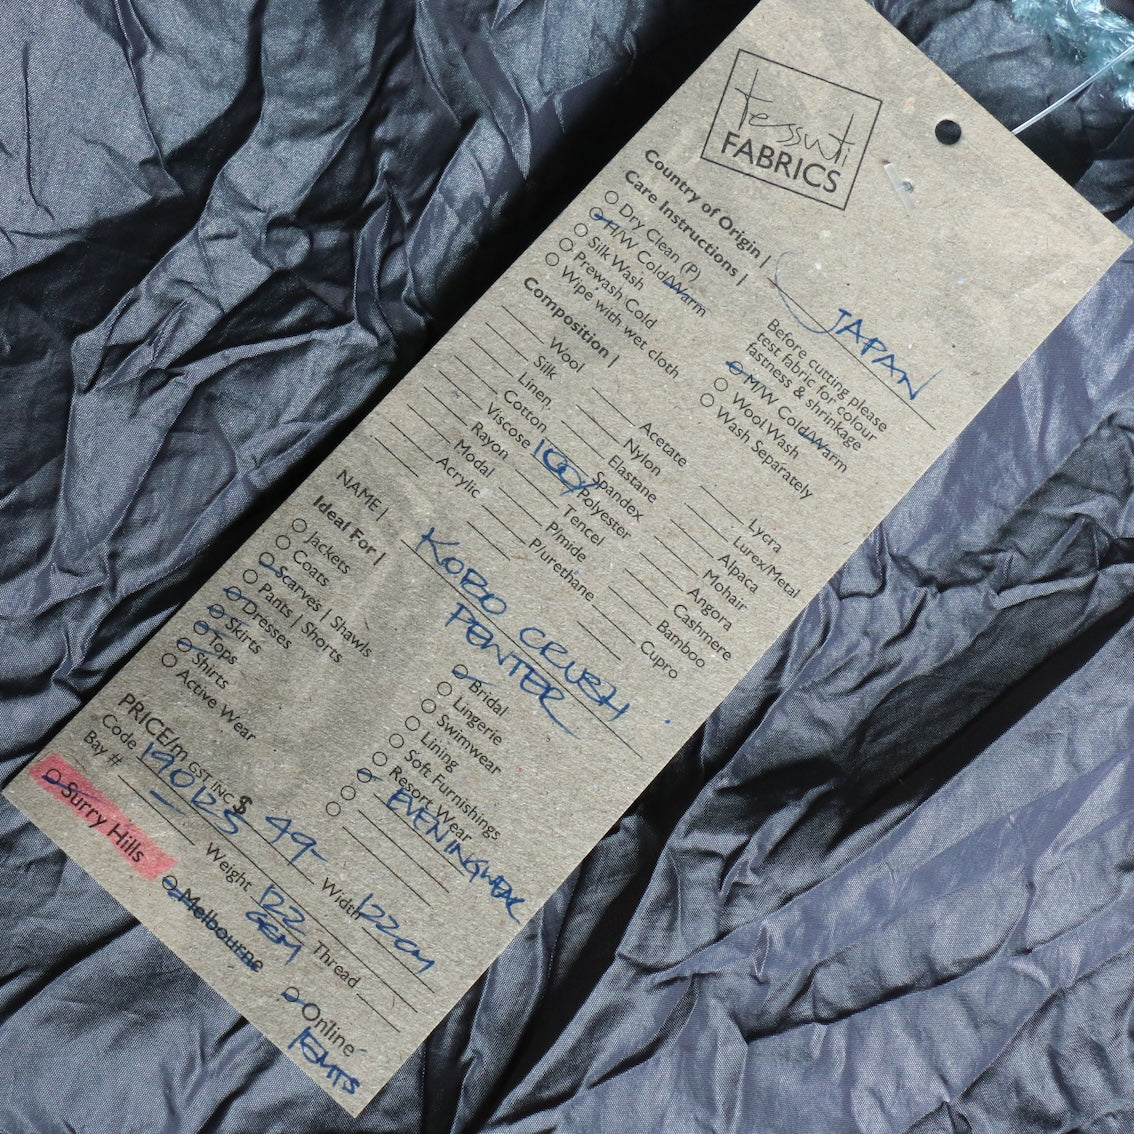 tessuti
FABRICS
Country of Origin | JAPAN
Care Instructions |
Dry Clean (P)
H/W Cold/Warm
Silk Wash
Prewash Cold
Wipe with wet cloth
Before cutting please
test fabric for colour
fastness & shrinkage
M/W Cold/Warm
Wool Wash
Wash Separately
Composition |
Wool
Silk
Linen
Cotton
Viscose
Rayon
Modal
Acrylic
Acetate
Nylon
Elastane
Spandex
100% Polyester
Tencel
P/mide
P/urethane
Lycra
Lurex/Metal
Alpaca
Mohair
Angora
Cashmere
Bamboo
Cupro
NAME | KOBO CRUSH
PEWTER
Ideal For |
Jackets
Coats
Scarves | Shawls
Pants | Shorts
Dresses
Skirts
Tops
Shirts
Active Wear
Bridal
Lingerie
Swimwear
Lining
Soft Furnishings
Resort Wear
EVENINGWEAR
PRICE/m GST INC $ 49-
Code
Width 122cm
Bay #
Weight 122
GSM
Thread
Surry Hills
Melbourne
Online